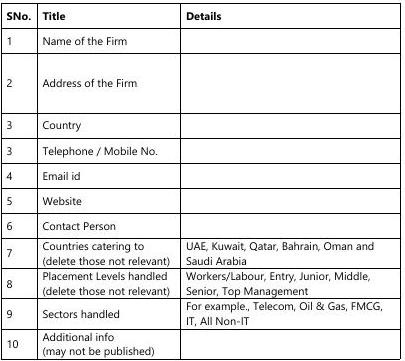 SNo. Title Details
1 Name of the Firm
2 Address of the Firm
3 Country
3 Telephone / Mobile No.
4 Email id
5 Website
6 Contact Person
7 Countries catering to
(delete those not relevant) UAE, Kuwait, Qatar, Bahrain, Oman and
Saudi Arabia
8 Placement Levels handled
(delete those not relevant) Workers/Labour, Entry, Junior, Middle,
Senior, Top Management
9 Sectors handled For example., Telecom, Oil & Gas, FMCG,
IT, All Non-IT
10 Additional info
(may not be published)